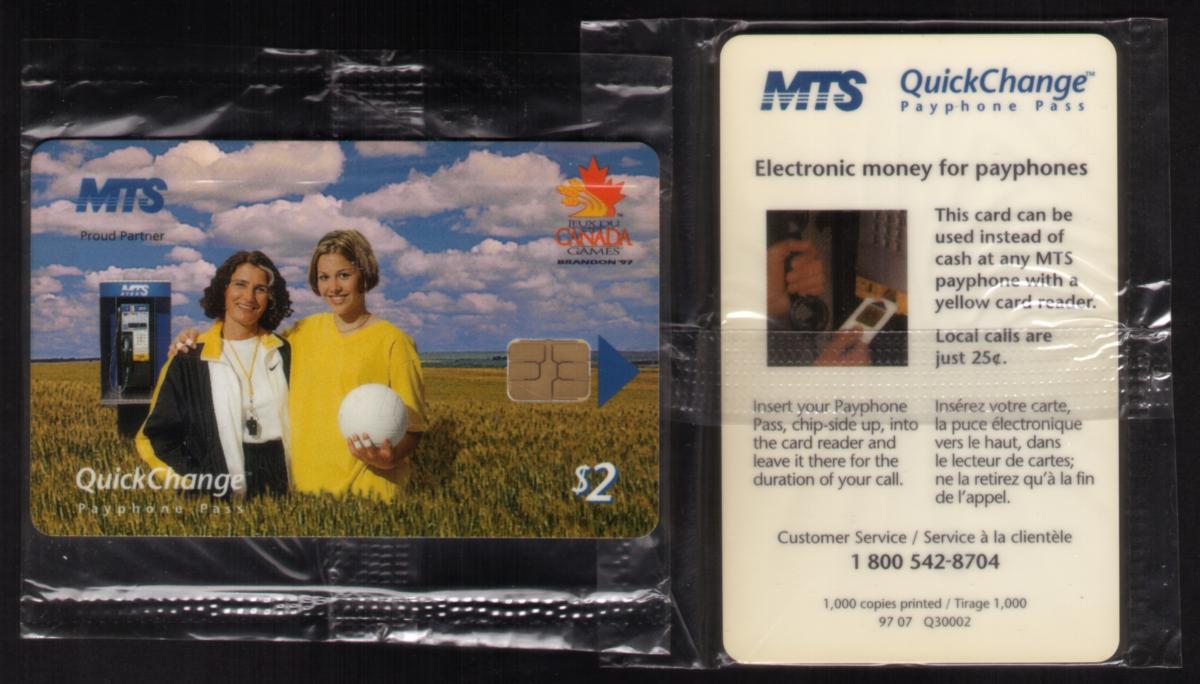 MTS
Proud Partner
JEUX DU
CANADA
GAMES
BRANDON '97
MTS
QuickChange
Payphone Pass
$2
MTS
QuickChange™
Payphone Pass
Electronic money for payphones
This card can be
used instead of
cash at any MTS
payphone with a
yellow card reader.
Local calls are
just 25¢.
Insert your Payphone
Pass, chip-side up, into
the card reader and
leave it there for the
duration of your call.
Insérez votre carte,
la puce électronique
vers le haut, dans
le lecteur de cartes;
ne la retirez qu'à la fin
de l'appel.
Customer Service / Service à la clientèle
1 800 542-8704
1,000 copies printed / Tirage 1,000
97 07 Q30002